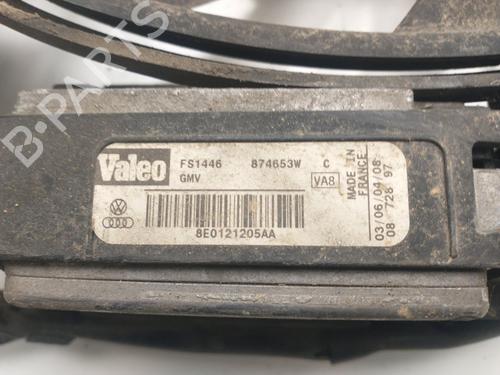 Valeo
FS1446 874653W C
GMV
VA8
8E0121205AA
MADE IN
FRANCE
03/06/04/08
08 728 97
B-PARTS